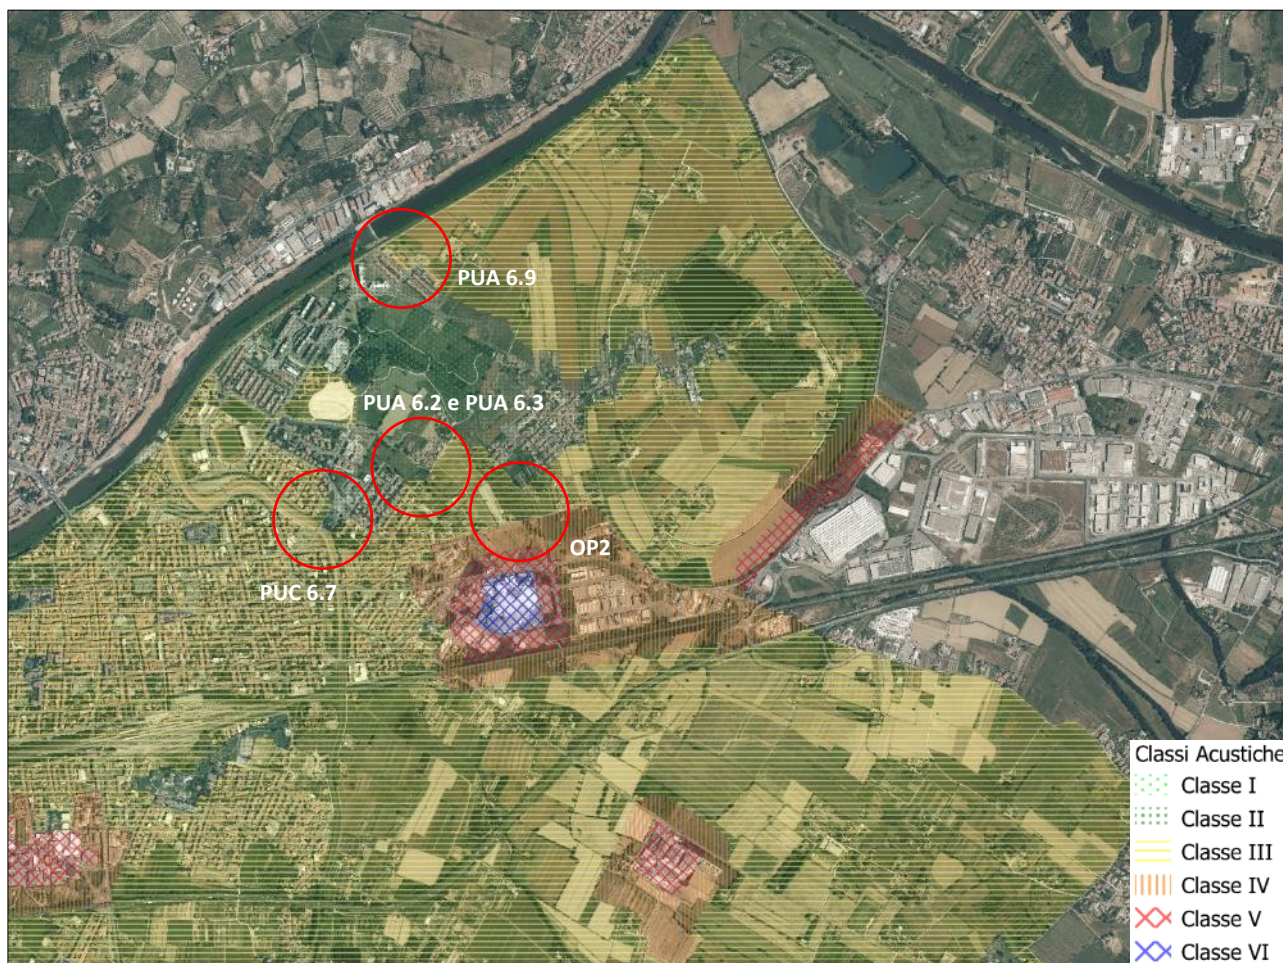 PUA 6.9
PUA 6.2 e PUA 6.3
OP2
PUC 6.7
Classi Acustiche
Classe I
Classe II
Classe III
Classe IV
Classe V
Classe VI